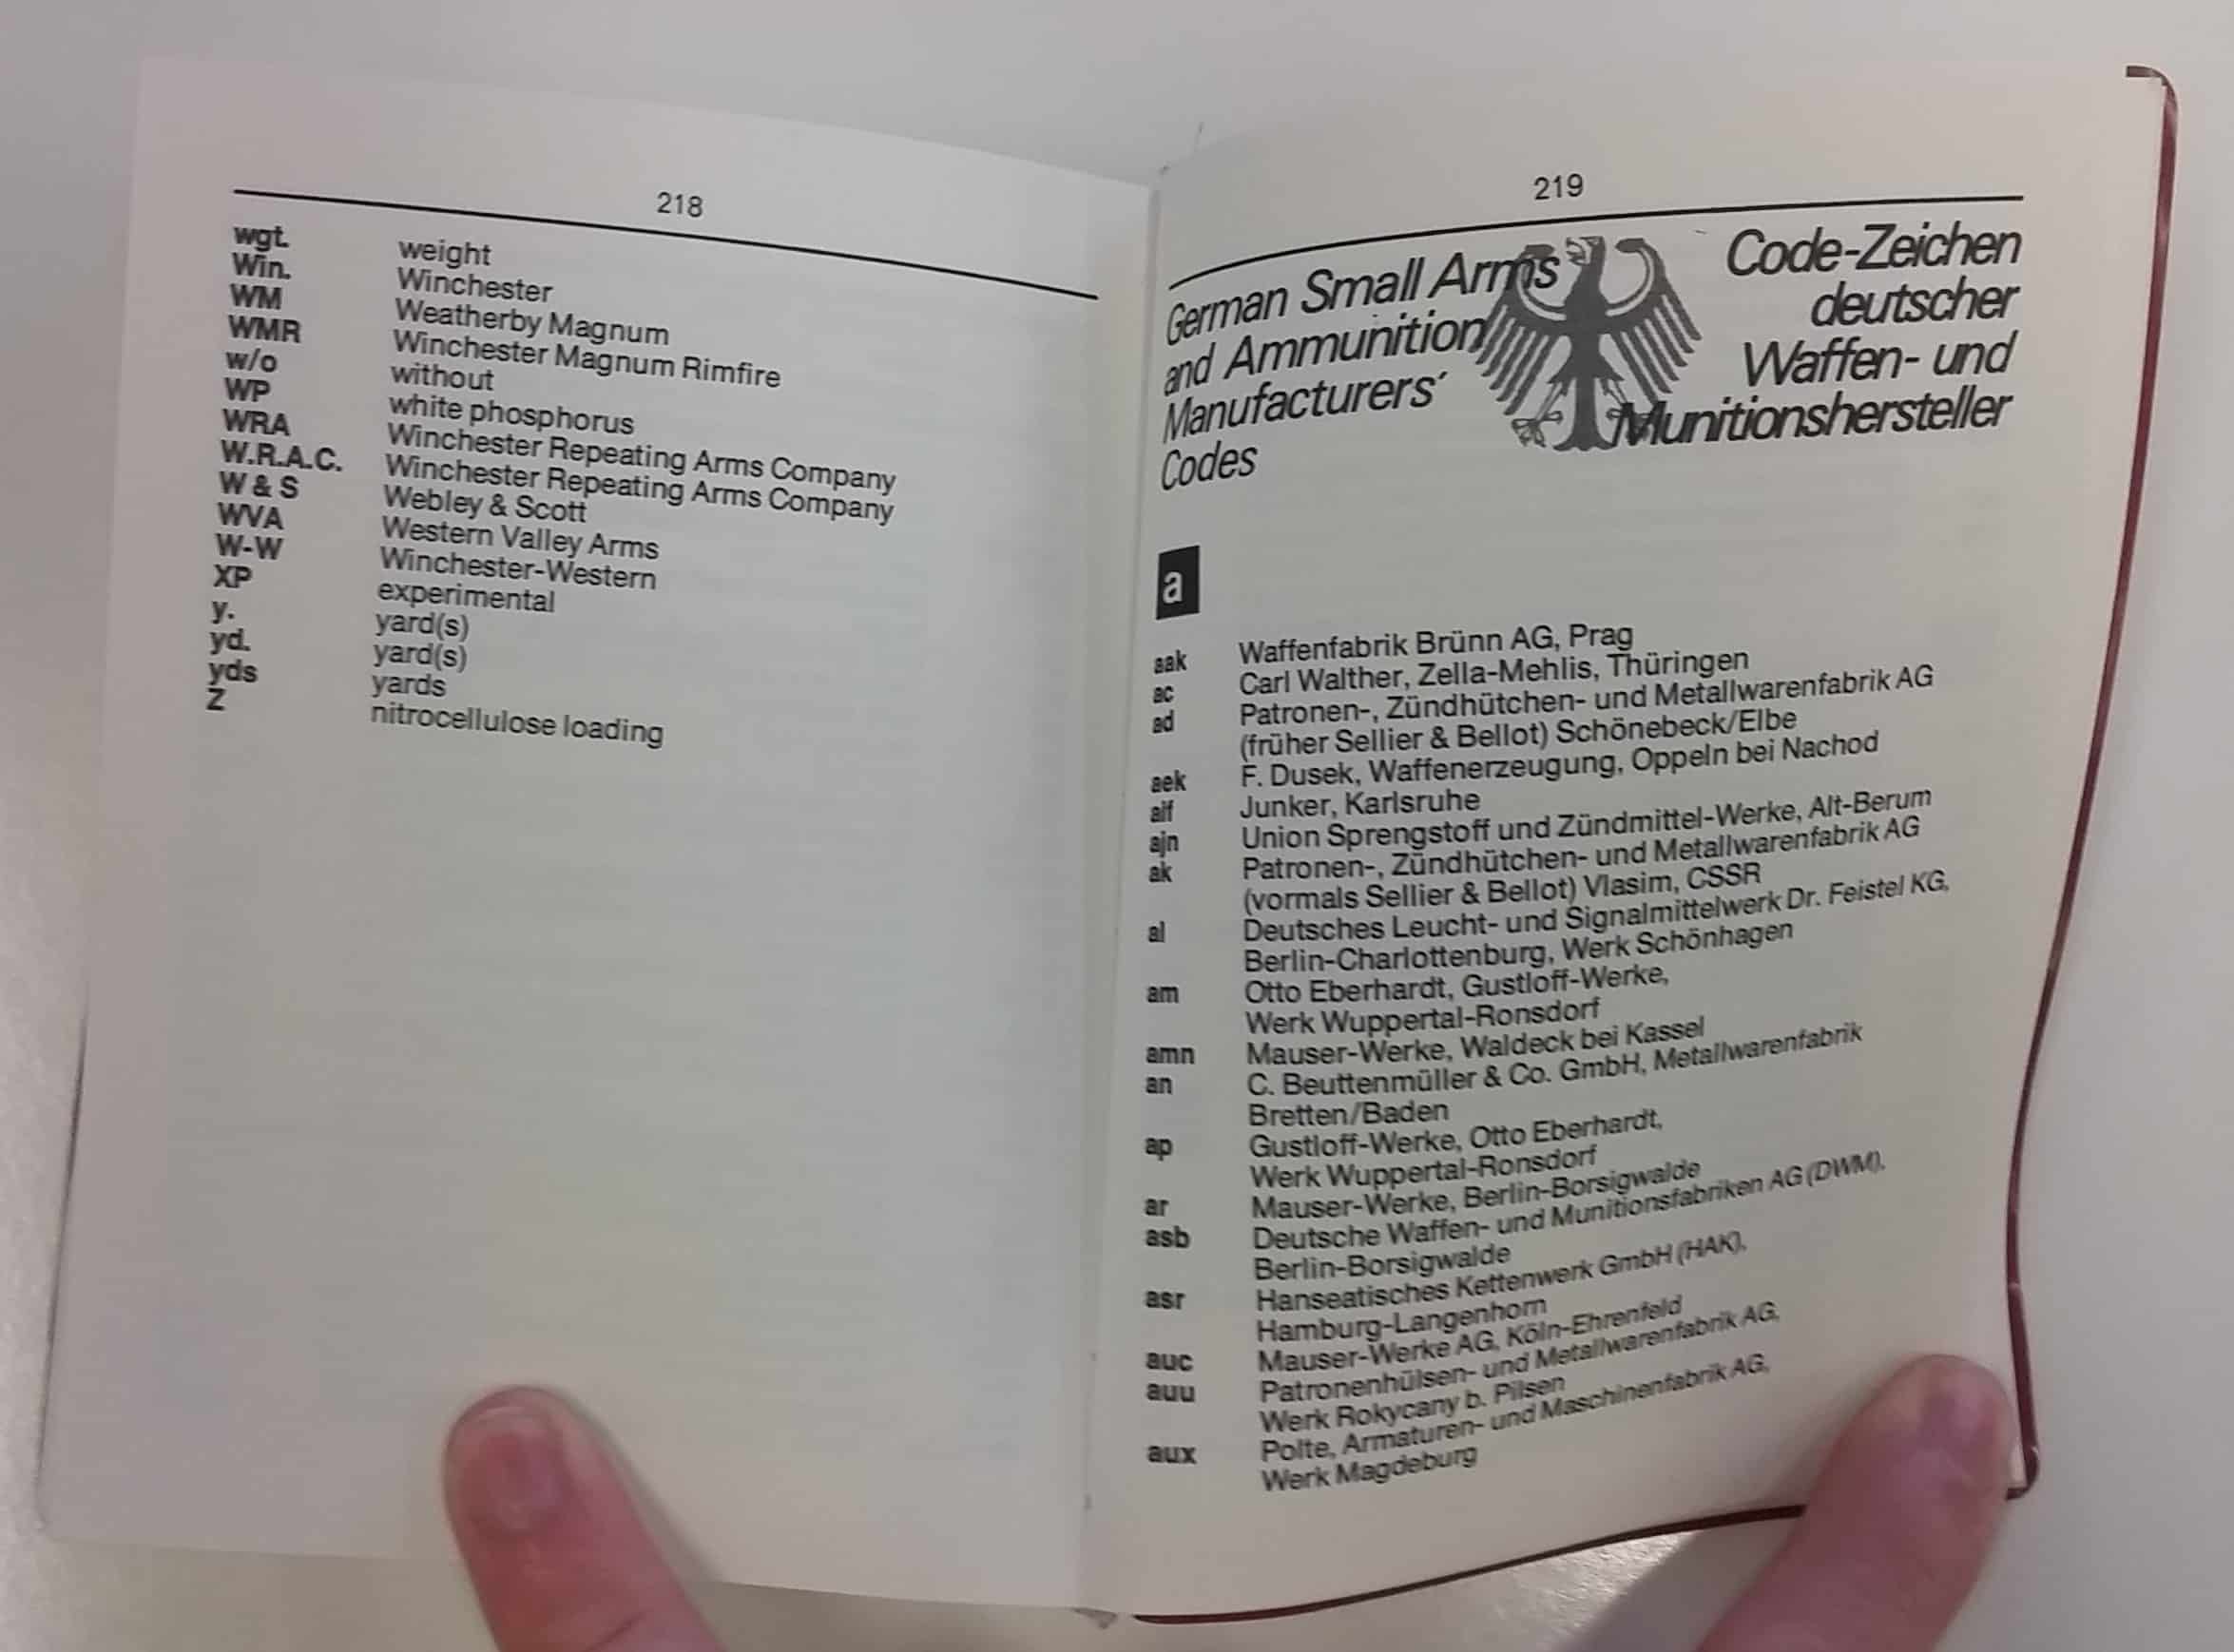 218
wgt. weight
Win. Winchester
WM Weatherby Magnum
WMR Winchester Magnum Rimfire
w/o without
WP white phosphorus
WRA Winchester Repeating Arms Company
W.R.A.C. Winchester Repeating Arms Company
W & S Webley & Scott
WVA Western Valley Arms
W-W Winchester-Western
XP experimental
y. yard(s)
yd. yard(s)
yds yards
Z nitrocellulose loading
219
German Small Arms
and Ammunition
Manufacturers'
Codes
Code-Zeichen
deutscher
Waffen- und
Munitionshersteller
a
aak Waffenfabrik Brünn AG, Prag
ac Carl Walther, Zella-Mehlis, Thüringen
ad Patronen-, Zündhütchen- und Metallwarenfabrik AG
(früher Sellier & Bellot) Schönebeck/Elbe
aek F. Dusek, Waffenerzeugung, Oppeln bei Nachod
aif Junker, Karlsruhe
ajn Union Sprengstoff und Zündmittel-Werke, Alt-Berum
ak Patronen-, Zündhütchen- und Metallwarenfabrik AG
(vormals Sellier & Bellot) Vlasim, CSSR
al Deutsches Leucht- und Signalmittelwerk Dr. Feistel KG,
Berlin-Charlottenburg, Werk Schönhagen
am Otto Eberhardt, Gustloff-Werke,
Werk Wuppertal-Ronsdorf
amn Mauser-Werke, Waldeck bei Kassel
an C. Beuttenmüller & Co. GmbH, Metallwarenfabrik
Bretten/Baden
ap Gustloff-Werke, Otto Eberhardt,
Werk Wuppertal-Ronsdorf
ar Mauser-Werke, Berlin-Borsigwalde
asb Deutsche Waffen- und Munitionsfabriken AG (DWM),
Berlin-Borsigwalde
asr Hanseatisches Kettenwerk GmbH (HAK),
Hamburg-Langenhorn
auc Mauser-Werke AG, Köln-Ehrenfeld
auu Patronenhülsen- und Metallwarenfabrik AG,
Werk Rokycany b. Pilsen
aux Polte, Armaturen- und Maschinenfabrik AG,
Werk Magdeburg